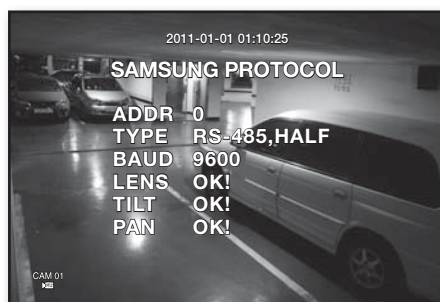 2011-01-01 01:10:25
SAMSUNG PROTOCOL
ADDR 0
TYPE RS-485,HALF
BAUD 9600
LENS OK!
TILT OK!
PAN OK!
CAM 01